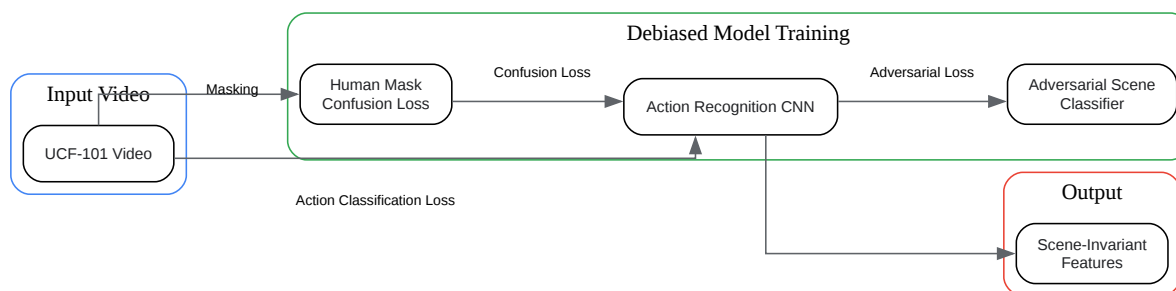 Debiased Model Training
Input Video
Masking
Human Mask
Confusion Loss
Confusion Loss
Action Recognition CNN
Adversarial Loss
Adversarial Scene
Classifier
UCF-101 Video
Action Classification Loss
Output
Scene-Invariant
Features